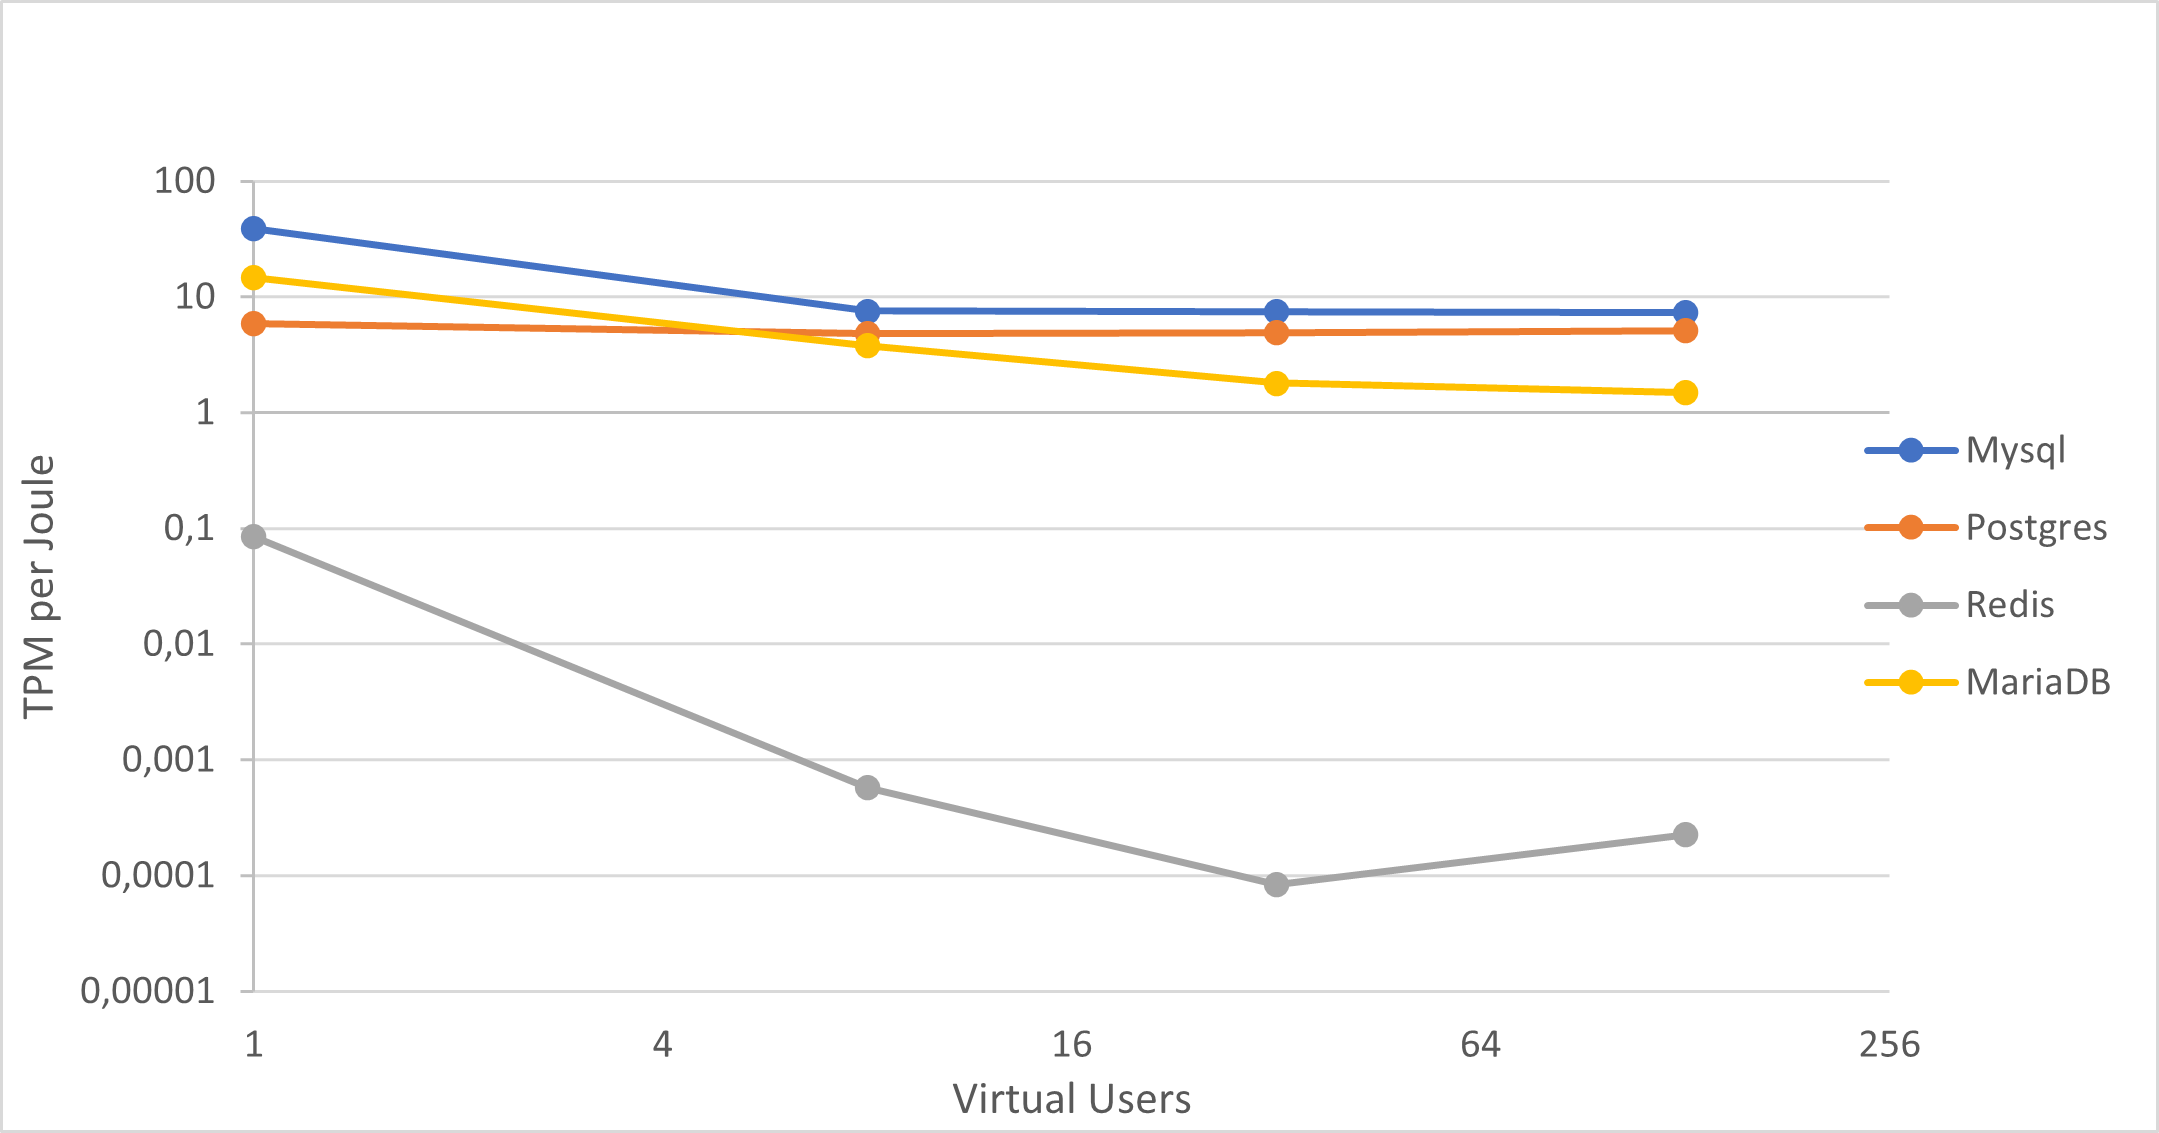 100
10
1
0,1
0,01
0,001
0,0001
0,00001
TPM per Joule
1
4
16
64
256
Virtual Users
Mysql
Postgres
Redis
MariaDB